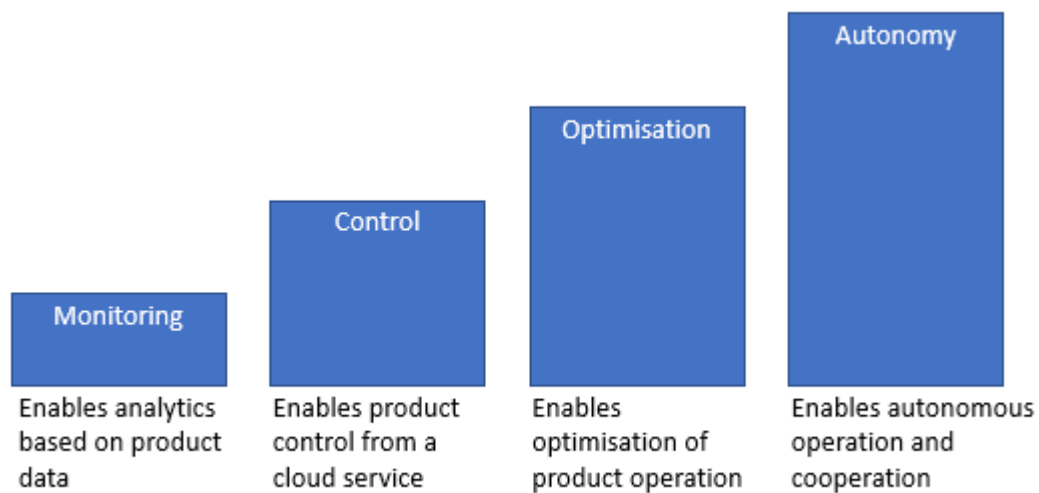 Monitoring
Enables analytics
based on product
data
Control
Enables product
control from a
cloud service
Optimisation
Enables
optimisation of
product operation
Autonomy
Enables autonomous
operation and
cooperation